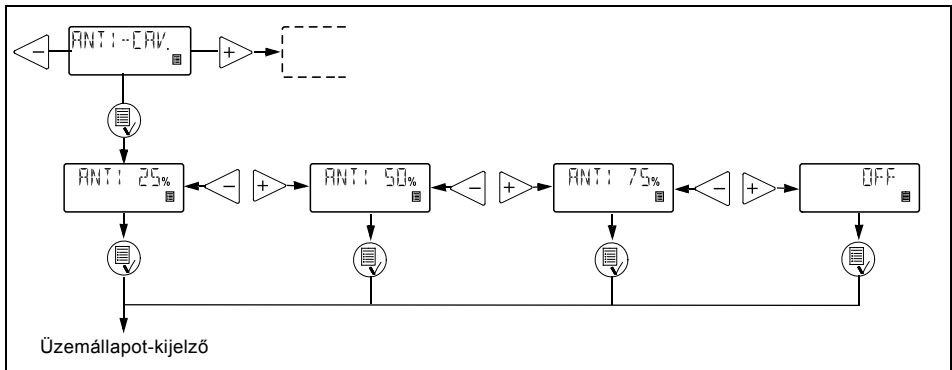 ANTI-CAV.
ANTI 25%
ANTI 50%
ANTI 75%
OFF
Üzemállapot-kijelző